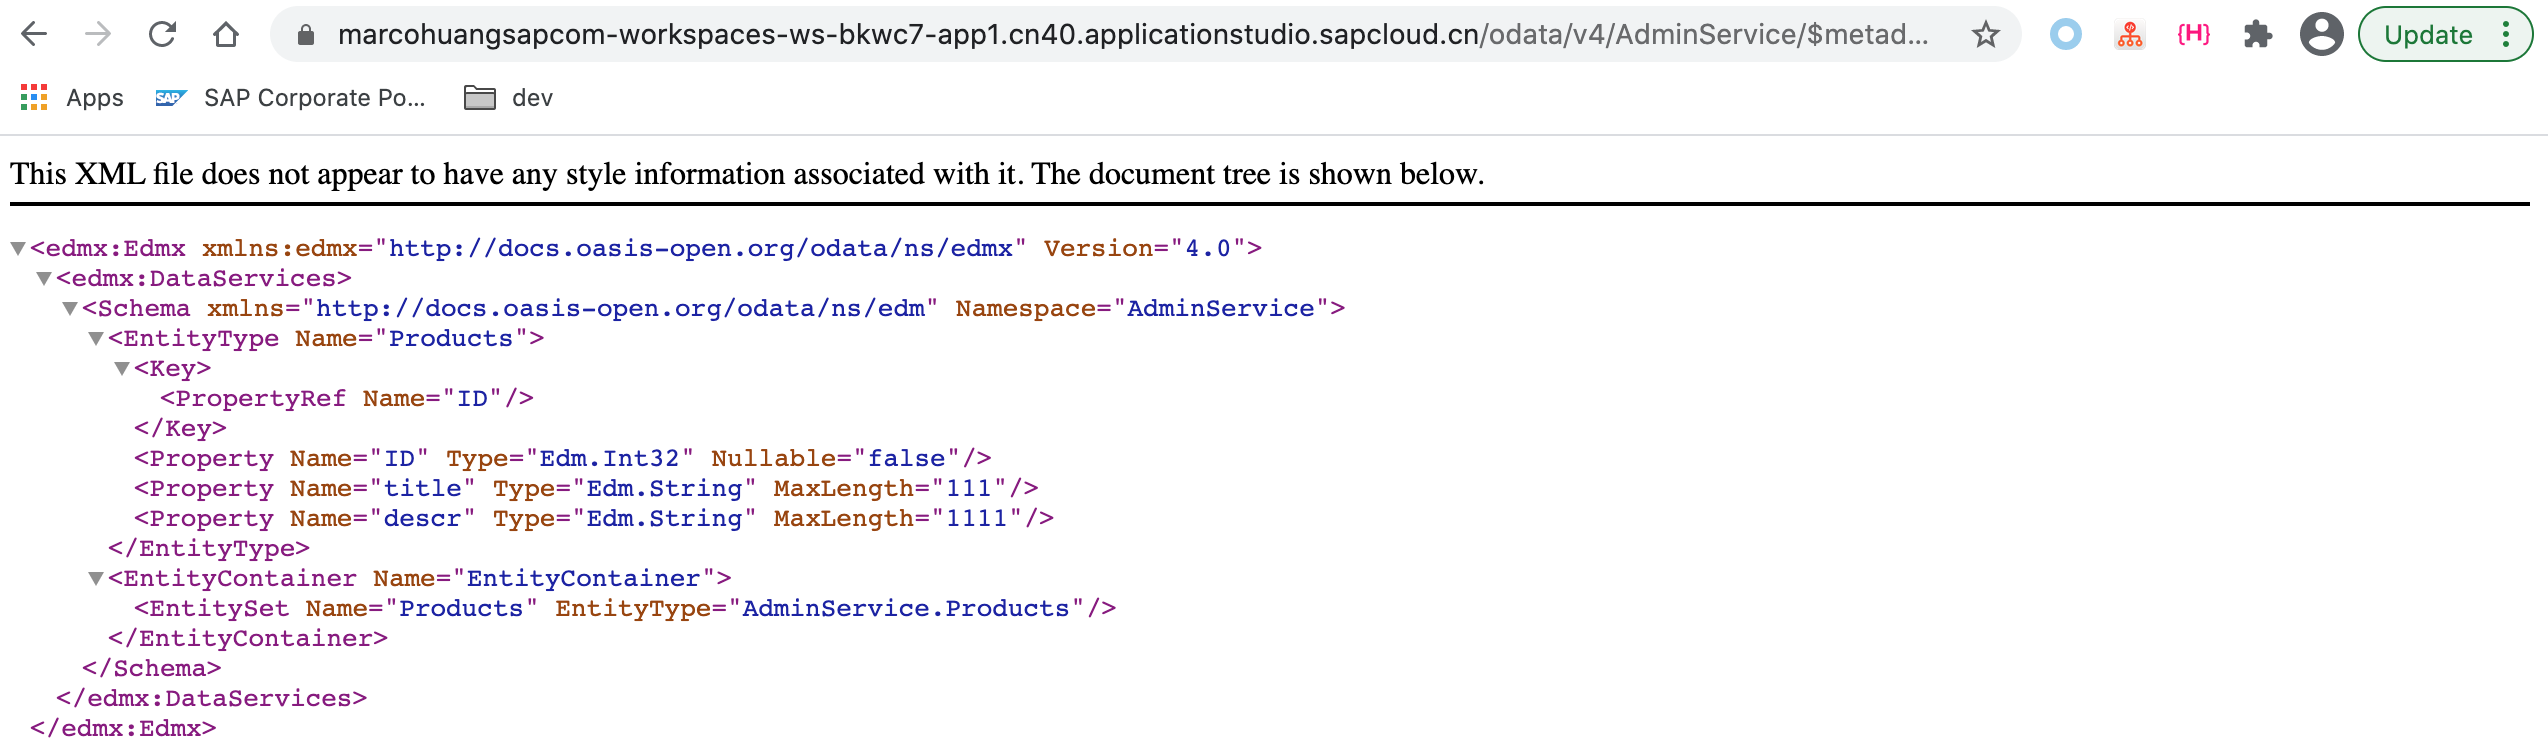 marcohuangsapcom-workspaces-ws-bkwc7-app1.cn40.applicationstudio.sapcloud.cn/odata/v4/AdminService/$metad... {H} Update
Apps SAP SAP Corporate Po... dev
This XML file does not appear to have any style information associated with it. The document tree is shown below.
<edmx:Edmx xmlns:edmx="http://docs.oasis-open.org/odata/ns/edmx" Version="4.0">
<edmx:DataServices>
<Schema xmlns="http://docs.oasis-open.org/odata/ns/edm" Namespace="AdminService">
<EntityType Name="Products">
<Key>
<PropertyRef Name="ID"/>
</Key>
<Property Name="ID" Type="Edm.Int32" Nullable="false"/>
<Property Name="title" Type="Edm.String" MaxLength="111"/>
<Property Name="descr" Type="Edm.String" MaxLength="1111"/>
</EntityType>
<EntityContainer Name="EntityContainer">
<EntitySet Name="Products" EntityType="AdminService.Products"/>
</EntityContainer>
</Schema>
</edmx:DataServices>
</edmx:Edmx>